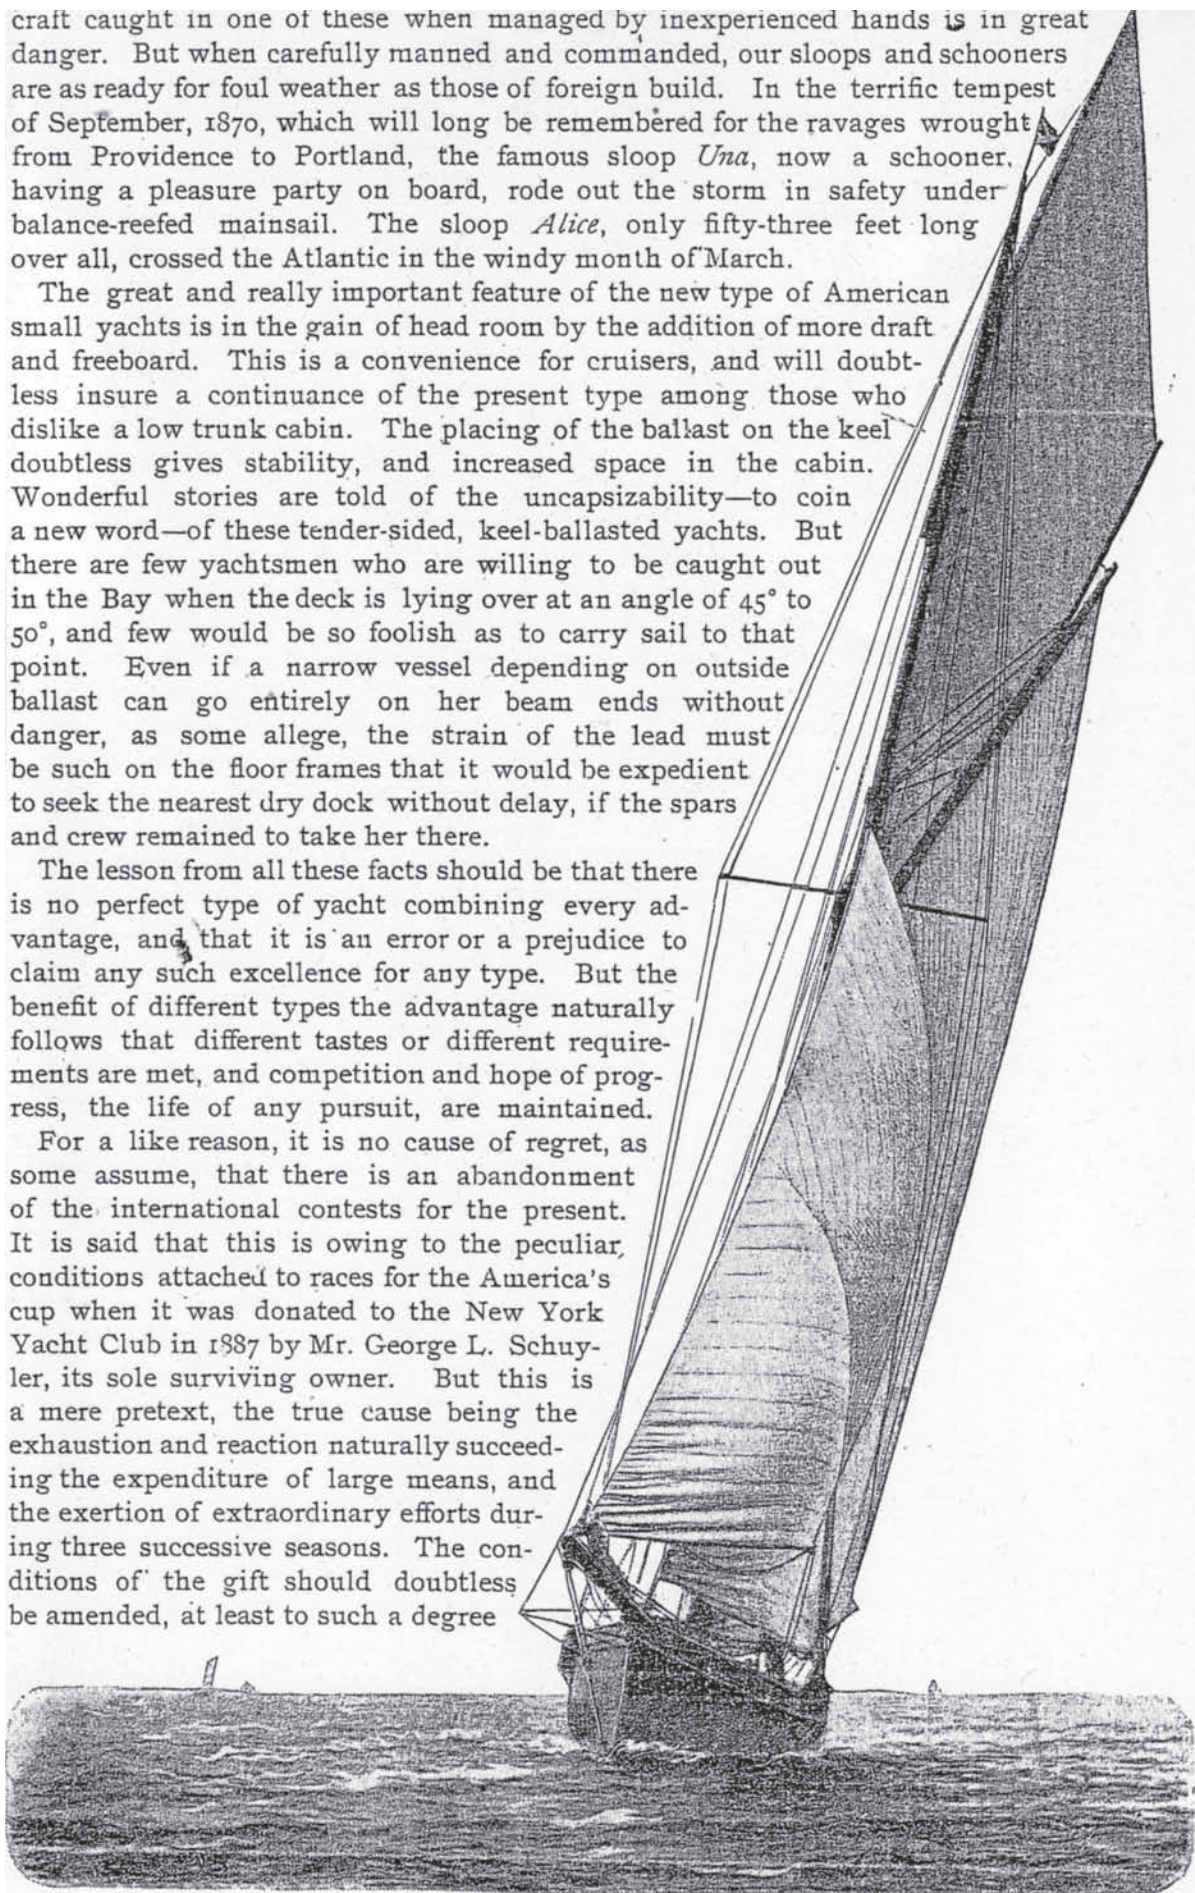 craft caught in one of these when managed by inexperienced hands is in great
danger. But when carefully manned and commanded, our sloops and schooners
are as ready for foul weather as those of foreign build. In the terrific tempest
of September, 1870, which will long be remembered for the ravages wrought
from Providence to Portland, the famous sloop Una, now a schooner,
having a pleasure party on board, rode out the storm in safety under
balance-reefed mainsail. The sloop Alice, only fifty-three feet long
over all, crossed the Atlantic in the windy month of March.
The great and really important feature of the new type of American
small yachts is in the gain of head room by the addition of more draft
and freeboard. This is a convenience for cruisers, and will doubt-
less insure a continuance of the present type among those who
dislike a low trunk cabin. The placing of the ballast on the keel
doubtless gives stability, and increased space in the cabin.
Wonderful stories are told of the uncapsizability—to coin
a new word—of these tender-sided, keel-ballasted yachts. But
there are few yachtsmen who are willing to be caught out
in the Bay when the deck is lying over at an angle of 45° to
50°, and few would be so foolish as to carry sail to that
point. Even if a narrow vessel depending on outside
ballast can go entirely on her beam ends without
danger, as some allege, the strain of the lead must
be such on the floor frames that it would be expedient
to seek the nearest dry dock without delay, if the spars
and crew remained to take her there.
The lesson from all these facts should be that there
is no perfect type of yacht combining every ad-
vantage, and that it is an error or a prejudice to
claim any such excellence for any type. But the
benefit of different types the advantage naturally
follows that different tastes or different require-
ments are met, and competition and hope of prog-
ress, the life of any pursuit, are maintained.
For a like reason, it is no cause of regret, as
some assume, that there is an abandonment
of the international contests for the present.
It is said that this is owing to the peculiar
conditions attached to races for the America's
cup when it was donated to the New York
Yacht Club in 1887 by Mr. George L. Schuy-
ler, its sole surviving owner. But this is
a mere pretext, the true cause being the
exhaustion and reaction naturally succeed-
ing the expenditure of large means, and
the exertion of extraordinary efforts dur-
ing three successive seasons. The con-
ditions of the gift should doubtless
be amended, at least to such a degree